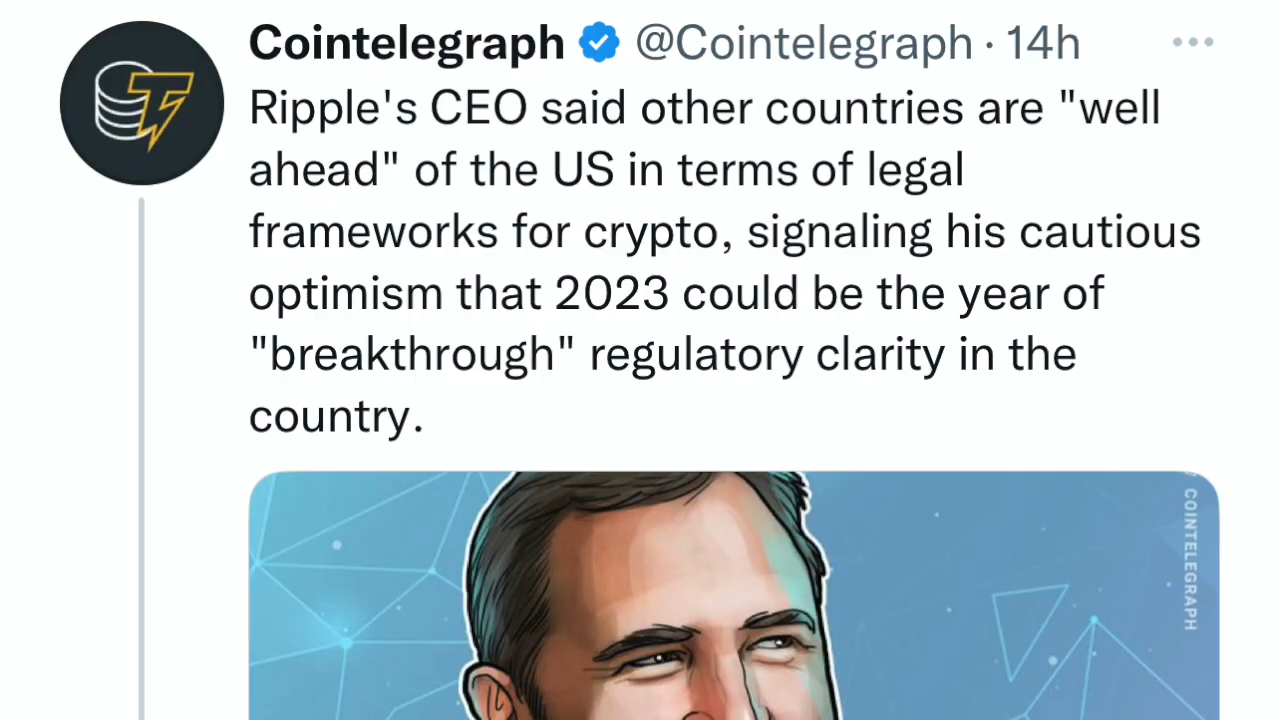 Cointelegraph @Cointelegraph · 14h
Ripple's CEO said other countries are "well
ahead" of the US in terms of legal
frameworks for crypto, signaling his cautious
optimism that 2023 could be the year of
"breakthrough" regulatory clarity in the
country.
COINTELEGRAPH